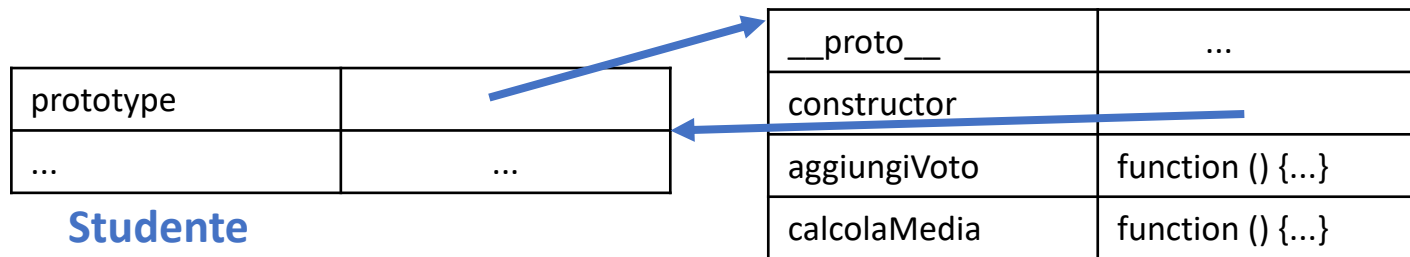 prototype
... ...
Studente
__proto__ ...
constructor
aggiungiVoto function () {...}
calcolaMedia function () {...}